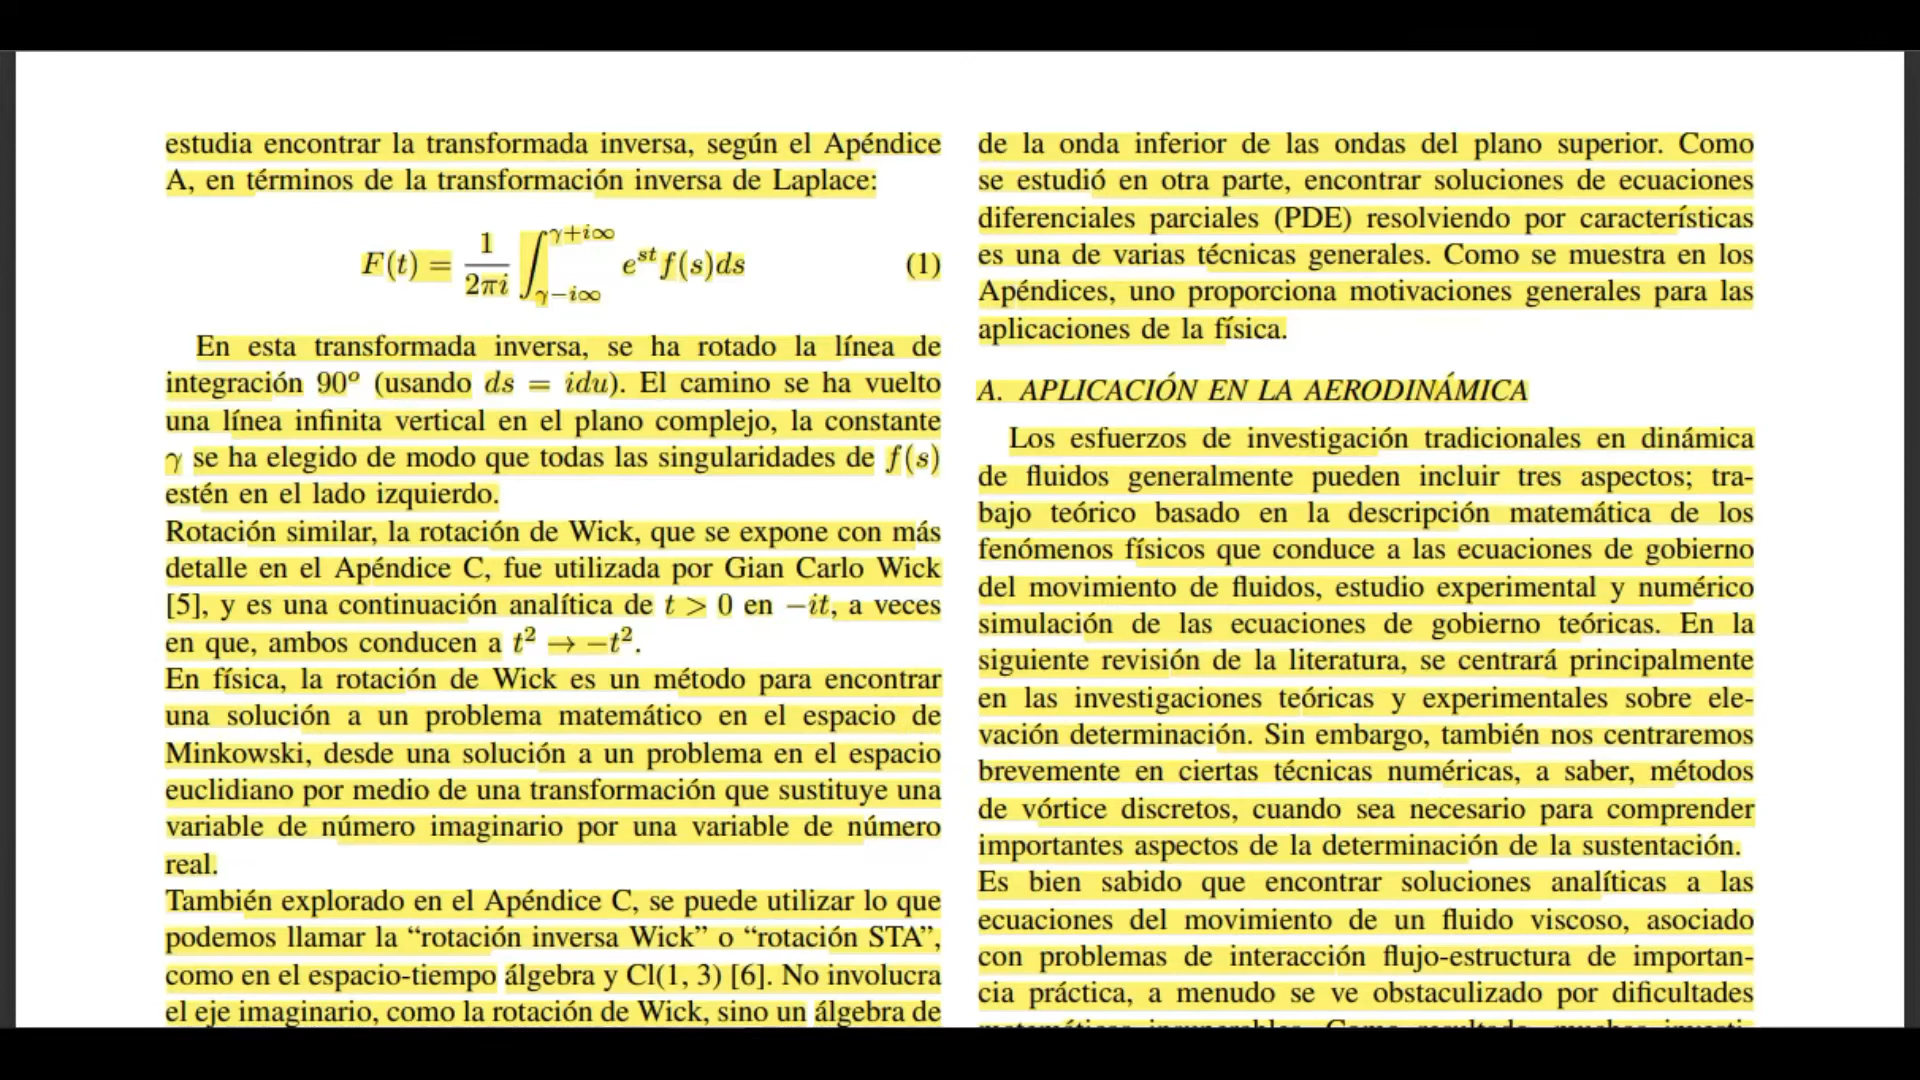 estudia encontrar la transformada inversa, según el Apéndice
A, en términos de la transformación inversa de Laplace:
F(t) = \frac{1}{2πi} \int_{γ−i∞}^{γ+i∞} e^{st} f(s)ds (1)
En esta transformada inversa, se ha rotado la línea de
integración 90º (usando ds = idu). El camino se ha vuelto
una línea infinita vertical en el plano complejo, la constante
γ se ha elegido de modo que todas las singularidades de f(s)
estén en el lado izquierdo.
Rotación similar, la rotación de Wick, que se expone con más
detalle en el Apéndice C, fue utilizada por Gian Carlo Wick
[5], y es una continuación analítica de t > 0 en −it, a veces
en que, ambos conducen a t² → −t².
En física, la rotación de Wick es un método para encontrar
una solución a un problema matemático en el espacio de
Minkowski, desde una solución a un problema en el espacio
euclidiano por medio de una transformación que sustituye una
variable de número imaginario por una variable de número
real.
También explorado en el Apéndice C, se puede utilizar lo que
podemos llamar la “rotación inversa Wick” o “rotación STA”,
como en el espacio-tiempo álgebra y Cl(1, 3) [6]. No involucra
el eje imaginario, como la rotación de Wick, sino un álgebra de
de la onda inferior de las ondas del plano superior. Como
se estudió en otra parte, encontrar soluciones de ecuaciones
diferenciales parciales (PDE) resolviendo por características
es una de varias técnicas generales. Como se muestra en los
Apéndices, uno proporciona motivaciones generales para las
aplicaciones de la física.
A. APLICACIÓN EN LA AERODINÁMICA
Los esfuerzos de investigación tradicionales en dinámica
de fluidos generalmente pueden incluir tres aspectos; tra-
bajo teórico basado en la descripción matemática de los
fenómenos físicos que conduce a las ecuaciones de gobierno
del movimiento de fluidos, estudio experimental y numérico
simulación de las ecuaciones de gobierno teóricas. En la
siguiente revisión de la literatura, se centrará principalmente
en las investigaciones teóricas y experimentales sobre ele-
vación determinación. Sin embargo, también nos centraremos
brevemente en ciertas técnicas numéricas, a saber, métodos
de vórtice discretos, cuando sea necesario para comprender
importantes aspectos de la determinación de la sustentación.
Es bien sabido que encontrar soluciones analíticas a las
ecuaciones del movimiento de un fluido viscoso, asociado
con problemas de interacción flujo-estructura de importan-
cia práctica, a menudo se ve obstaculizado por dificultades